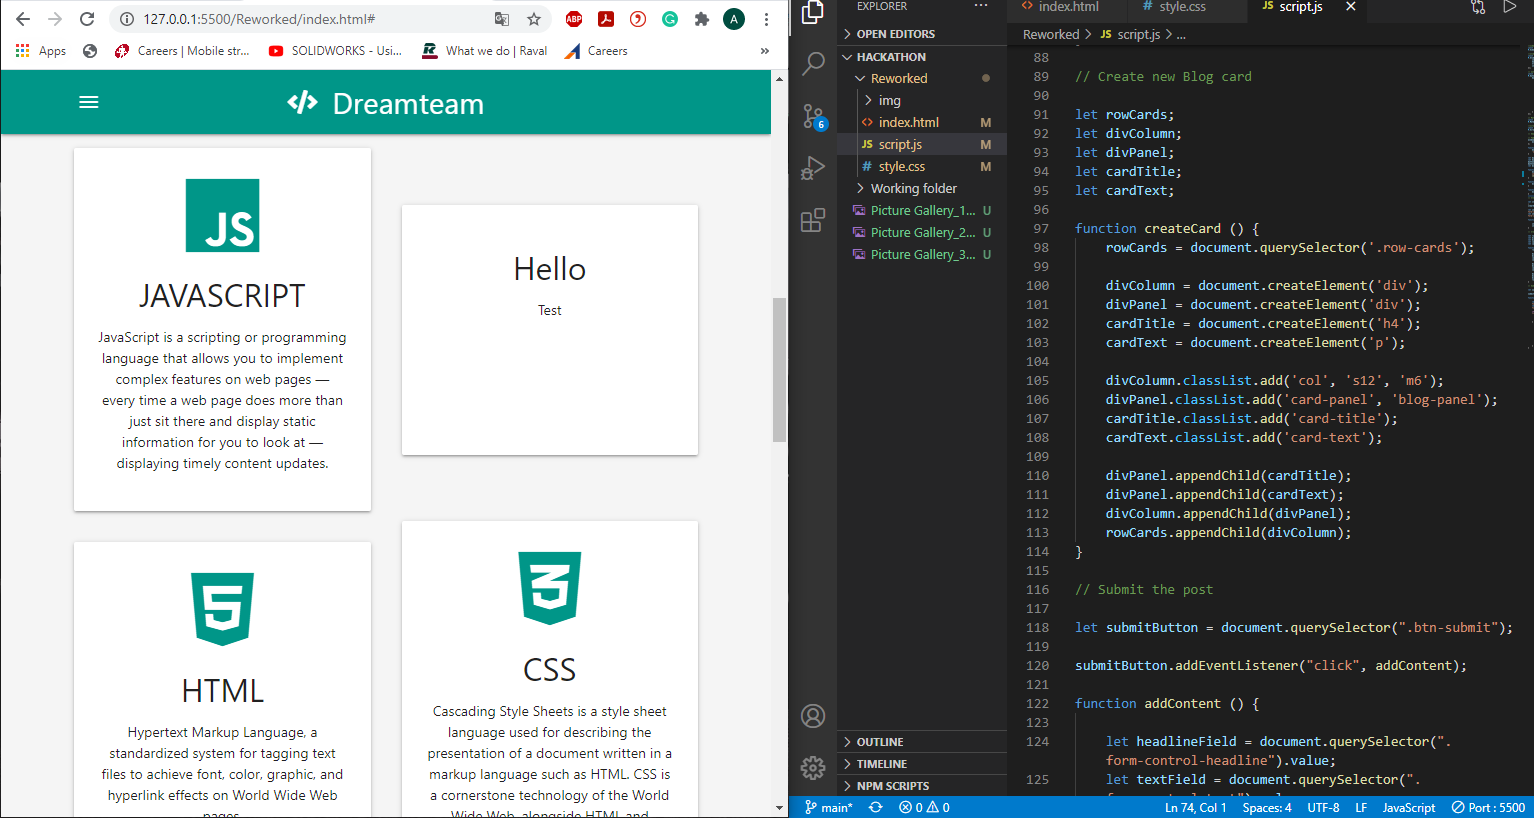 127.0.0.1:5500/Reworked/index.html#
ABP
A
Apps
Careers | Mobile str...
SOLIDWORKS - Usi...
What we do | Raval
Careers
»
</> Dreamteam
JS
JAVASCRIPT
JavaScript is a scripting or programming
language that allows you to implement
complex features on web pages —
every time a web page does more than
just sit there and display static
information for you to look at —
displaying timely content updates.
Hello
Test
5
HTML
Hypertext Markup Language, a
standardized system for tagging text
files to achieve font, color, graphic, and
hyperlink effects on World Wide Web
pages
3
CSS
Cascading Style Sheets is a style sheet
language used for describing the
presentation of a document written in a
markup language such as HTML. CSS is
a cornerstone technology of the World
Wide Web, alongside HTML and
6
EXPLORER
...
OPEN EDITORS
HACKATHON
Reworked
img
<> index.html M
JS script.js M
# style.css M
Working folder
Picture Gallery_1... U
Picture Gallery_2... U
Picture Gallery_3... U
OUTLINE
TIMELINE
NPM SCRIPTS
<> index.html
# style.css
JS script.js
Reworked > JS script.js > ...
88
89 // Create new Blog card
90
91 let rowCards;
92 let divColumn;
93 let divPanel;
94 let cardTitle;
95 let cardText;
96
97 function createCard () {
98 rowCards = document.querySelector('.row-cards');
99
100 divColumn = document.createElement('div');
101 divPanel = document.createElement('div');
102 cardTitle = document.createElement('h4');
103 cardText = document.createElement('p');
104
105 divColumn.classList.add('col', 's12', 'm6');
106 divPanel.classList.add('card-panel', 'blog-panel');
107 cardTitle.classList.add('card-title');
108 cardText.classList.add('card-text');
109
110 divPanel.appendChild(cardTitle);
111 divPanel.appendChild(cardText);
112 divColumn.appendChild(divPanel);
113 rowCards.appendChild(divColumn);
114 }
115
116 // Submit the post
117
118 let submitButton = document.querySelector(".btn-submit");
119
120 submitButton.addEventListener("click", addContent);
121
122 function addContent () {
123
124 let headlineField = document.querySelector(".
form-control-headline").value;
125 let textField = document.querySelector(".
main*
0
0
Ln 74, Col 1
Spaces: 4
UTF-8
LF
JavaScript
Port : 5500